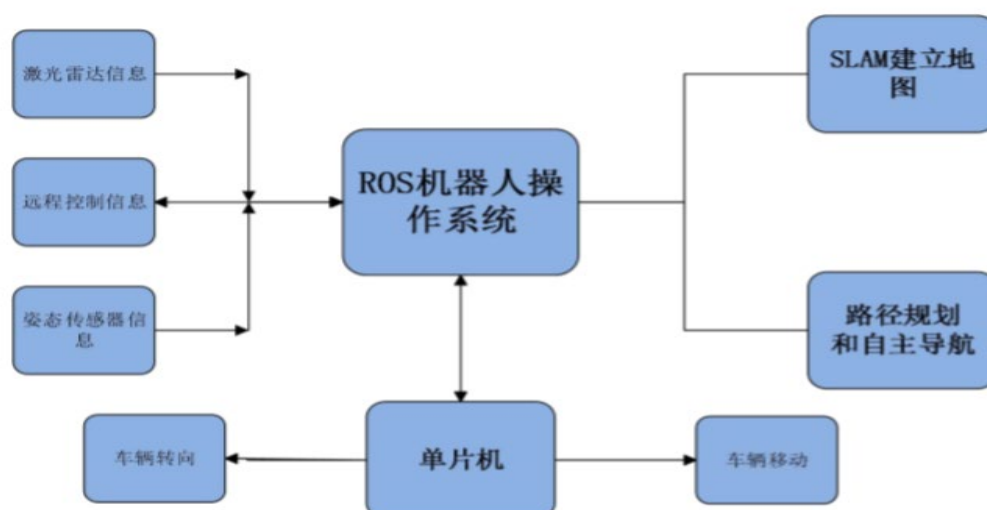 激光雷达信息
SLAM建立地
图
ROS机器人操
作系统
远程控制信息
姿态传感器信
息
路径规划
和自主导航
车辆转向
单片机
车辆移动